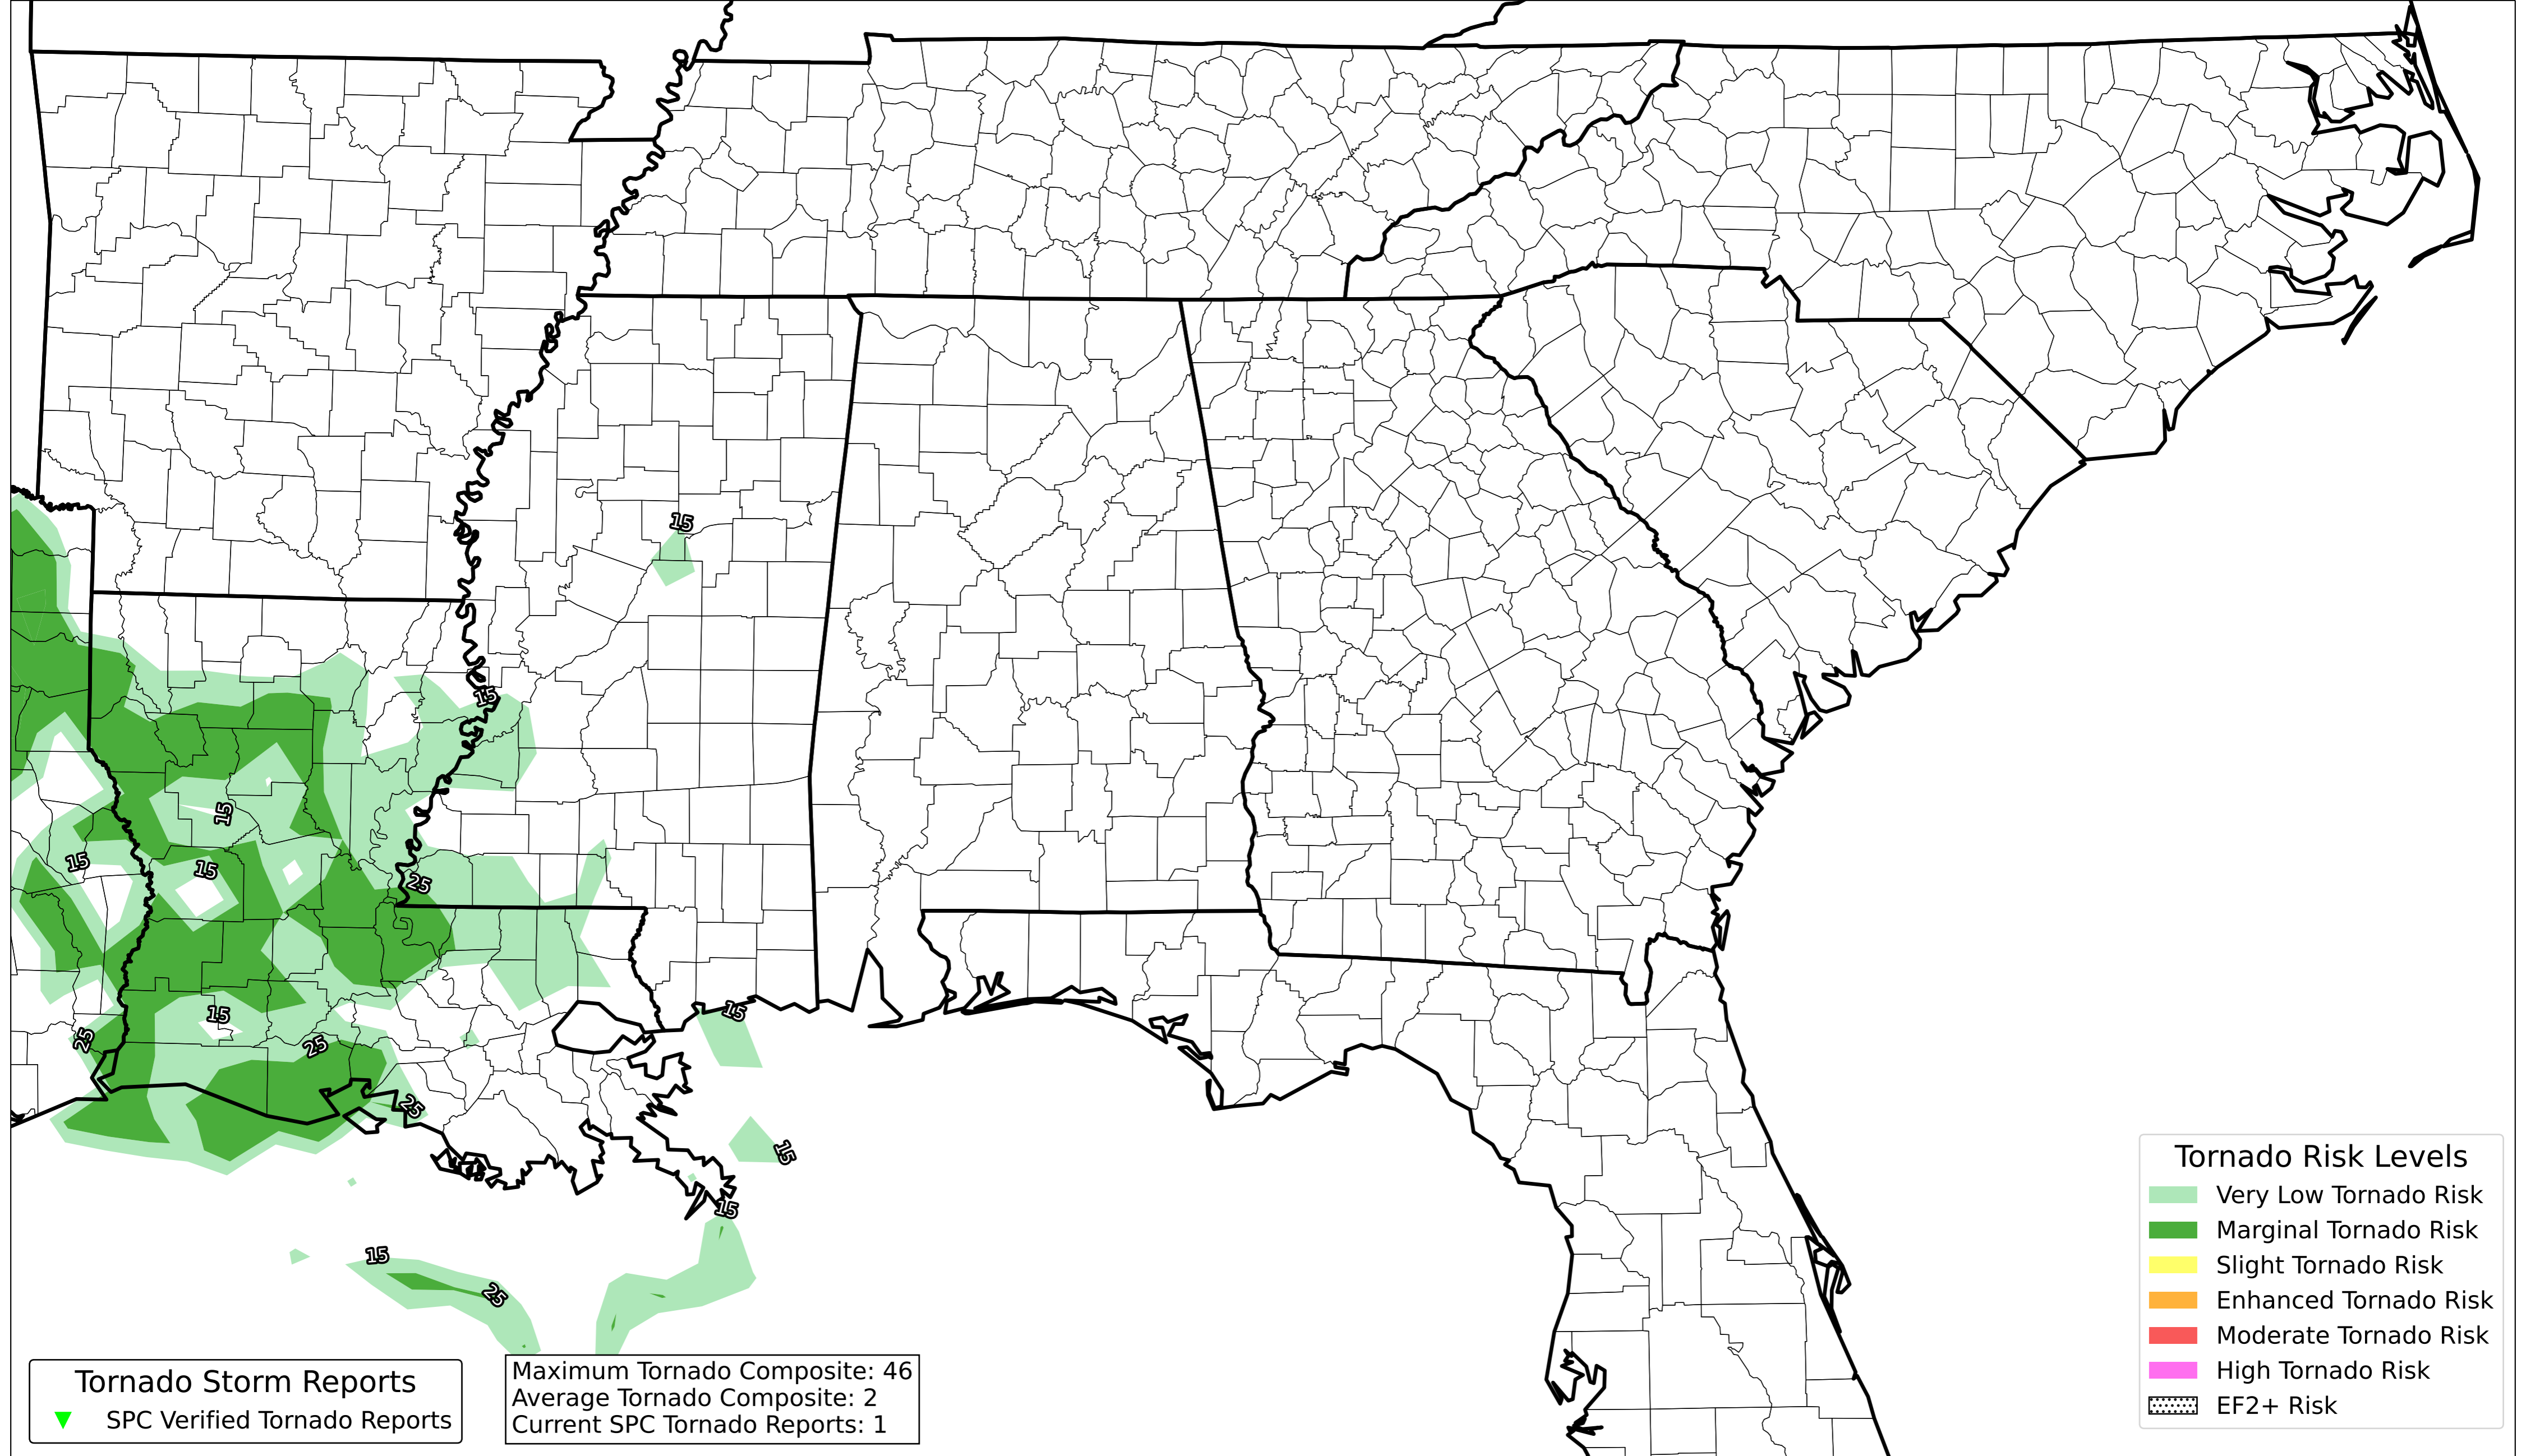 15
15
15
25
15
15
15
15
25
25
25
15
15
15
25
Tornado Risk Levels
Very Low Tornado Risk
Marginal Tornado Risk
Slight Tornado Risk
Enhanced Tornado Risk
Moderate Tornado Risk
High Tornado Risk
EF2+ Risk
Tornado Storm Reports
SPC Verified Tornado Reports
Maximum Tornado Composite: 46
Average Tornado Composite: 2
Current SPC Tornado Reports: 1